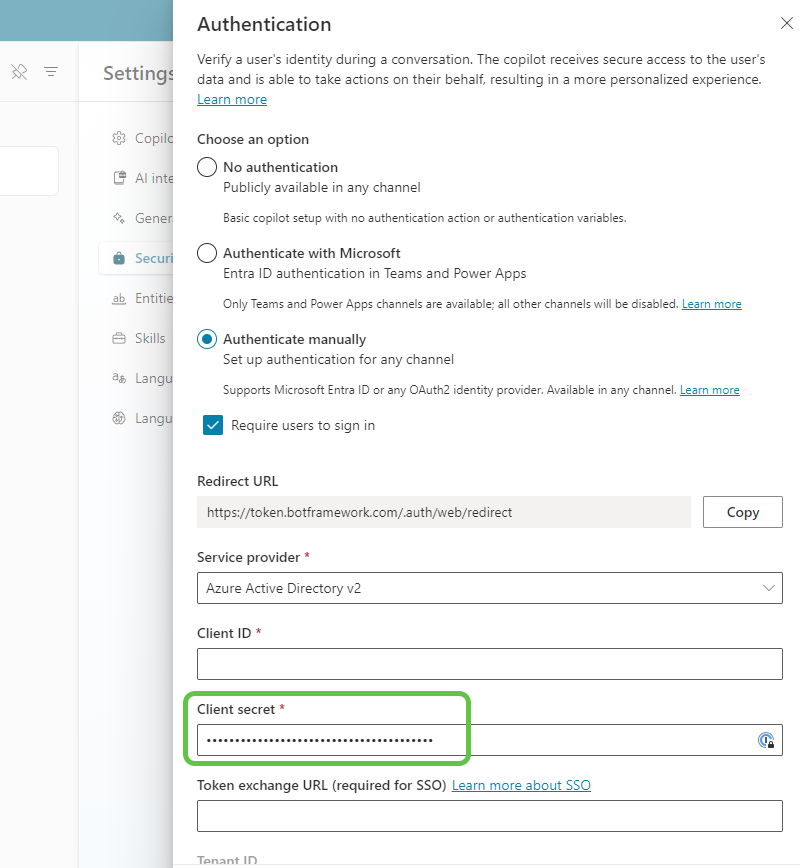 Authentication
Verify a user's identity during a conversation. The copilot receives secure access to the user's
data and is able to take actions on their behalf, resulting in a more personalized experience.
Learn more
Settings
Choose an option
No authentication
Publicly available in any channel
Basic copilot setup with no authentication action or authentication variables.
Authenticate with Microsoft
Entra ID authentication in Teams and Power Apps
Only Teams and Power Apps channels are available; all other channels will be disabled. Learn more
Authenticate manually
Set up authentication for any channel
Supports Microsoft Entra ID or any OAuth2 identity provider. Available in any channel. Learn more
Require users to sign in
Copilo
AI inte
Gener
Securi
Entitie
Skills
Langu
Langu
Redirect URL
https://token.botframework.com/.auth/web/redirect
Copy
Service provider *
Azure Active Directory v2
Client ID *
Client secret *
••••••••••••••••••••••••••••••••••••••••
Token exchange URL (required for SSO) Learn more about SSO
Tenant ID